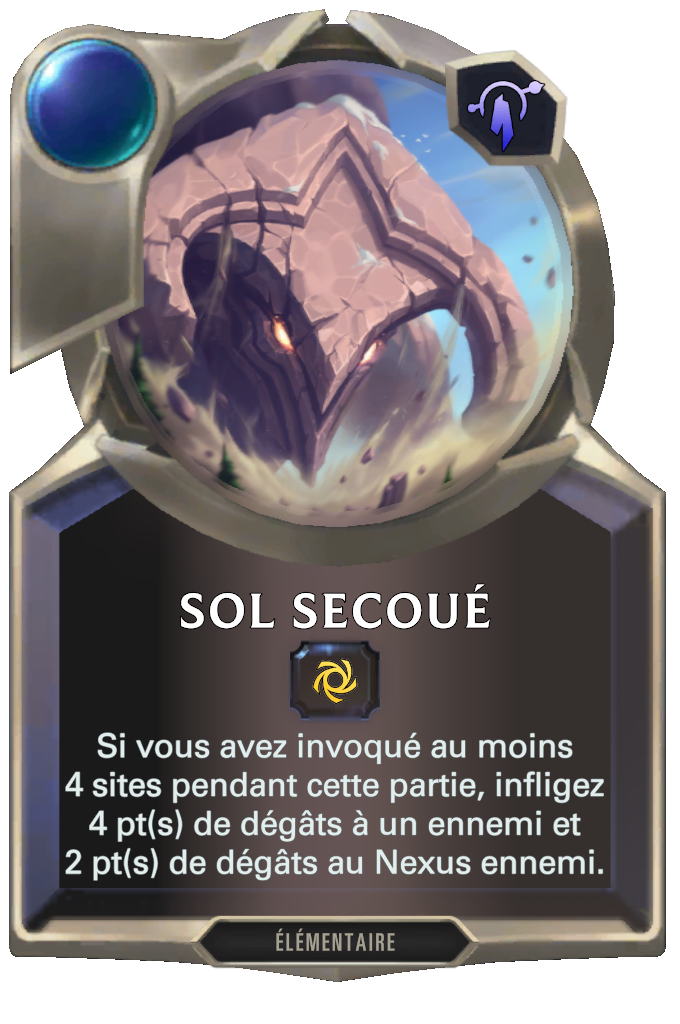 SOL SECOUÉ
Si vous avez invoqué au moins
4 sites pendant cette partie, infligez
4 pt(s) de dégâts à un ennemi et
2 pt(s) de dégâts au Nexus ennemi.
ÉLÉMENTAIRE